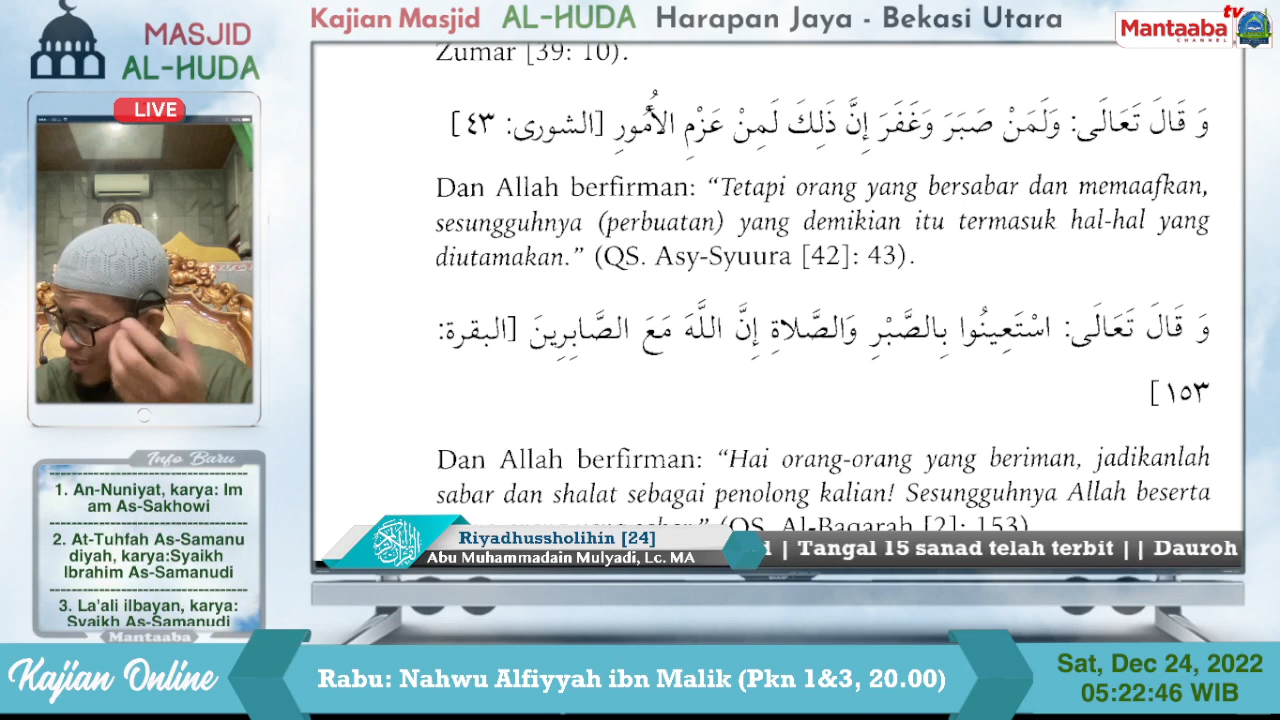 Kajian Masjid AL-HUDA Harapan Jaya - Bekasi Utara
tv
Mantaaba
CHANNEL
MASJID
AL-HUDA
LIVE
Zumar [39: 10).
وَ قَالَ تَعَالَى: وَلَمَنْ صَبَرَ وَغَفَرَ إِنَّ ذَلِكَ لَمِنْ عَزْمِ الأُمُورِ [الشورى: ٤٣]
Dan Allah berfirman: “Tetapi orang yang bersabar dan memaafkan,
sesungguhnya (perbuatan) yang demikian itu termasuk hal-hal yang
diutamakan.” (QS. Asy-Syuura [42]: 43).
وَ قَالَ تَعَالَى: اسْتَعِينُوا بِالصَّبْرِ وَالصَّلاةِ إِنَّ اللَّهَ مَعَ الصَّابِرِينَ [البقرة:
١٥٣]
Dan Allah berfirman: “Hai orang-orang yang beriman, jadikanlah
sabar dan shalat sebagai penolong kalian! Sesungguhnya Allah beserta
(QS. Al-Baqarah [2]: 153)
Info Baru
1. An-Nuniyat, karya: Im
am As-Sakhowi
2. At-Tuhfah As-Samanu
diyah, karya:Syaikh
Ibrahim As-Samanudi
3. La'ali ilbayan, karya:
Syaikh As-Samanudi
Mantaaba
Riyadhussholihin [24]
Abu Muhammadain Mulyadi, Lc. MA
| Tangal 15 sanad telah terbit || Dauroh
Kajian Online
Rabu: Nahwu Alfiyyah ibn Malik (Pkn 1&3, 20.00)
Sat, Dec 24, 2022
05:22:46 WIB